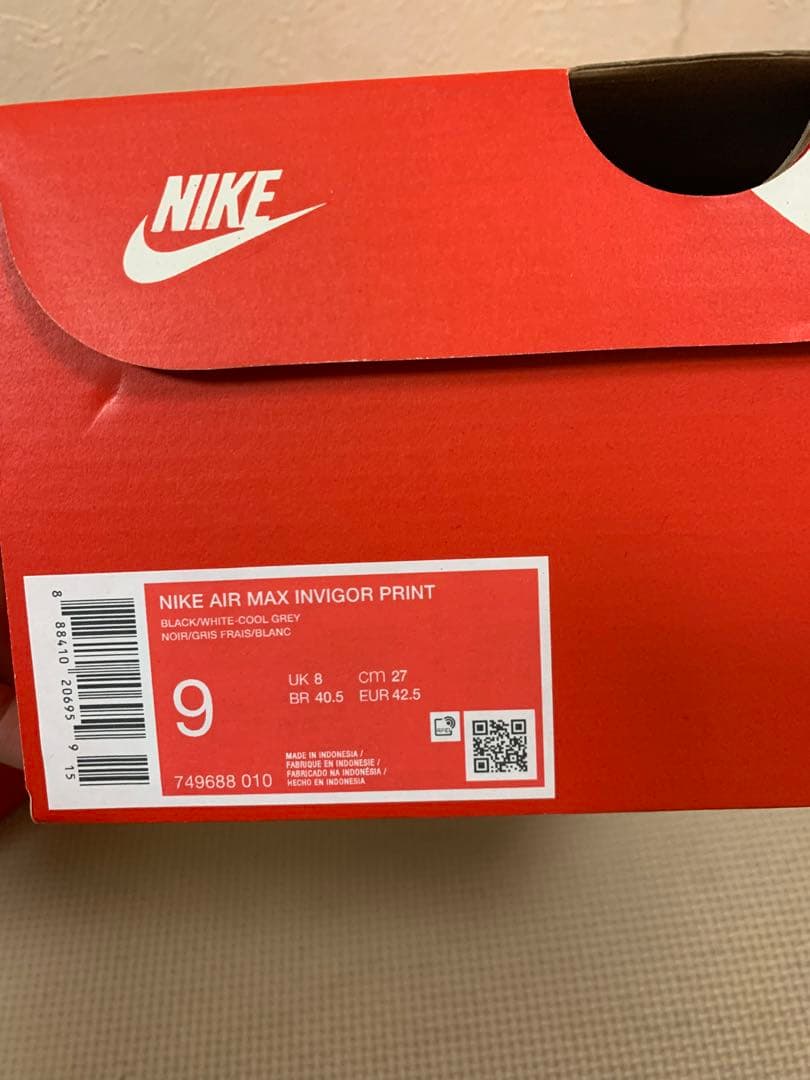 NIKE
NIKE AIR MAX INVIGOR PRINT
BLACK/WHITE-COOL GREY
NOIR/GRIS FRAIS/BLANC
9
UK 8 cm 27
BR 40.5 EUR 42.5
749688 010
MADE IN INDONESIA /
FABRIQUE EN INDONESIE /
FABRICADO NA INDONÉSIA /
HECHO EN INDONESIA
RFID
8 88410 20695 9 15